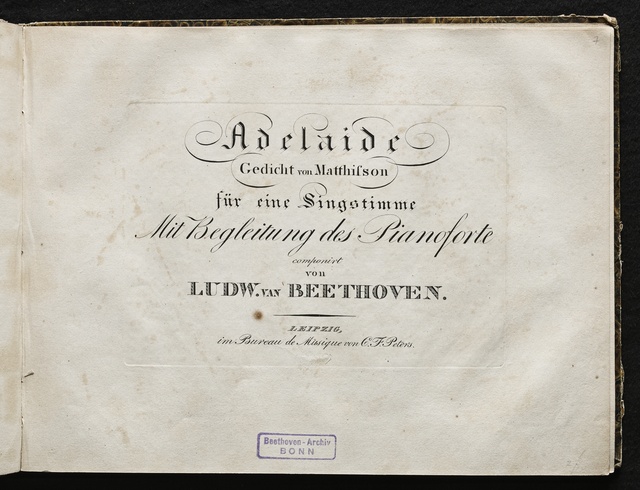 Adelaide
Gedicht von Matthiſson
für eine Singstimme
Mit Begleitung des Pianoforte
componirt
von
LUDW. VAN BEETHOVEN.
LEIPZIG,
im Bureau de Musique von C. F. Peters.
Beethoven-Archiv
BONN